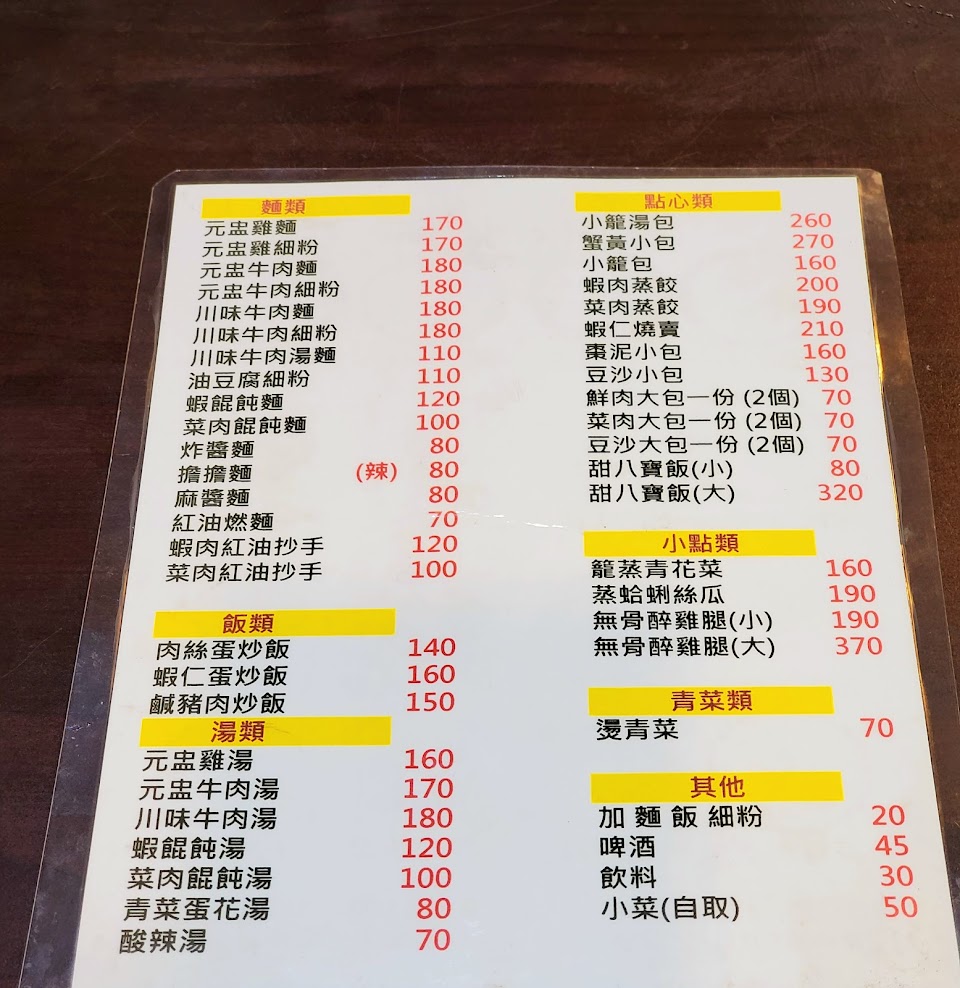 麵類
元盅雞麵 170
元盅雞細粉 170
元盅牛肉麵 180
元盅牛肉細粉 180
川味牛肉麵 180
川味牛肉細粉 180
川味牛肉湯麵 110
油豆腐細粉 110
蝦餛飩麵 120
菜肉餛飩麵 100
炸醬麵 80
擔擔麵 (辣) 80
麻醬麵 80
紅油燃麵 70
蝦肉紅油抄手 120
菜肉紅油抄手 100
飯類
肉絲蛋炒飯 140
蝦仁蛋炒飯 160
鹹豬肉炒飯 150
湯類
元盅雞湯 160
元盅牛肉湯 170
川味牛肉湯 180
蝦餛飩湯 120
菜肉餛飩湯 100
青菜蛋花湯 80
酸辣湯 70
點心類
小籠湯包 260
蟹黃小包 270
小籠包 160
蝦肉蒸餃 200
菜肉蒸餃 190
蝦仁燒賣 210
棗泥小包 160
豆沙小包 130
鮮肉大包一份 (2個) 70
菜肉大包一份 (2個) 70
豆沙大包一份 (2個) 70
甜八寶飯(小) 80
甜八寶飯(大) 320
小點類
籠蒸青花菜 160
蒸蛤蜊絲瓜 190
無骨醉雞腿(小) 190
無骨醉雞腿(大) 370
青菜類
燙青菜 70
其他
加 麵 飯 細粉 20
啤酒 45
飲料 30
小菜(自取) 50